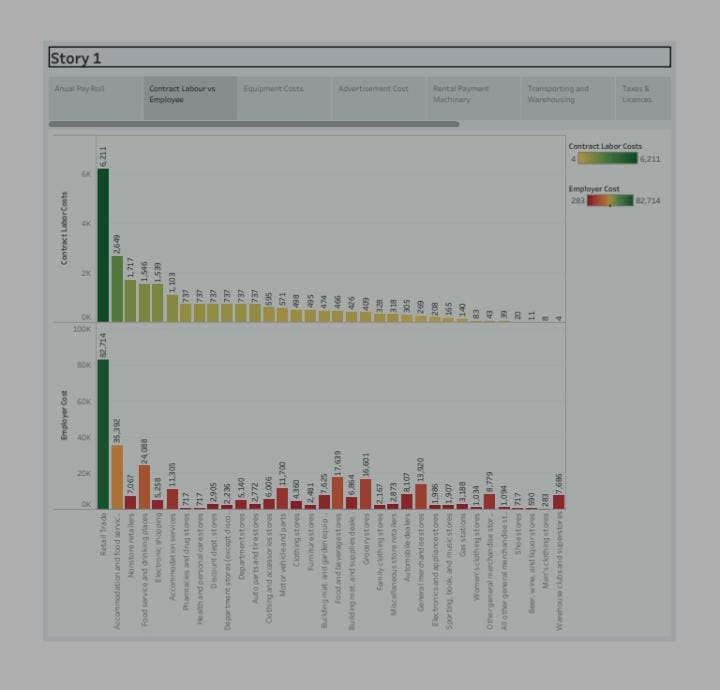 Story 1
Anual Pay Roll
Contract Labour vs
Employee
Equipment Costs
Advertisement Cost
Rental Payment
Machinery
Transporting and
Warehousing
Taxes &
Licences
Contract Labor Costs
4 6,211
Employer Cost
283 82,714
Contract Labor Costs
6K
4K
2K
0K
6,211
2,649
1,717
1,546
1,539
1,103
737
737
737
737
737
737
595
571
498
495
474
466
426
409
328
318
305
269
208
165
140
83
43
39
20
11
8
4
Employer Cost
100K
80K
60K
40K
20K
0K
82,714
35,392
7,067
24,088
5,258
11,305
717
717
2,905
2,236
5,140
2,772
6,006
11,700
4,360
2,481
7,625
17,639
6,864
16,601
2,167
2,873
8,107
13,920
1,986
1,907
3,188
1,034
8,779
1,094
717
590
283
7,686
Retail Trade
Accommodation and food servic..
Nonstore retailers
Food service and drinking places
Electronic shopping
Accommodation services
Pharmacies and drug stores
Health and personal care stores
Discount dept. stores
Department stores (except disco..
Department stores
Auto parts and tire stores
Clothing and accessories stores
Motor vehicle and parts
Clothing stores
Furniture stores
Building mat. and garden equip ..
Food and beverage stores
Building mat. and supplies deale..
Grocery stores
Family clothing stores
Miscellaneous store retailers
Automobile dealers
General merchandise stores
Electronics and appliance stores
Sporting, book, and music stores
Gas stations
Women's clothing stores
Other general merchandise stor..
All other general merchandise st..
Shoe stores
Beer, wine, and liquor stores
Men's clothing stores
Warehouse clubs and superstores